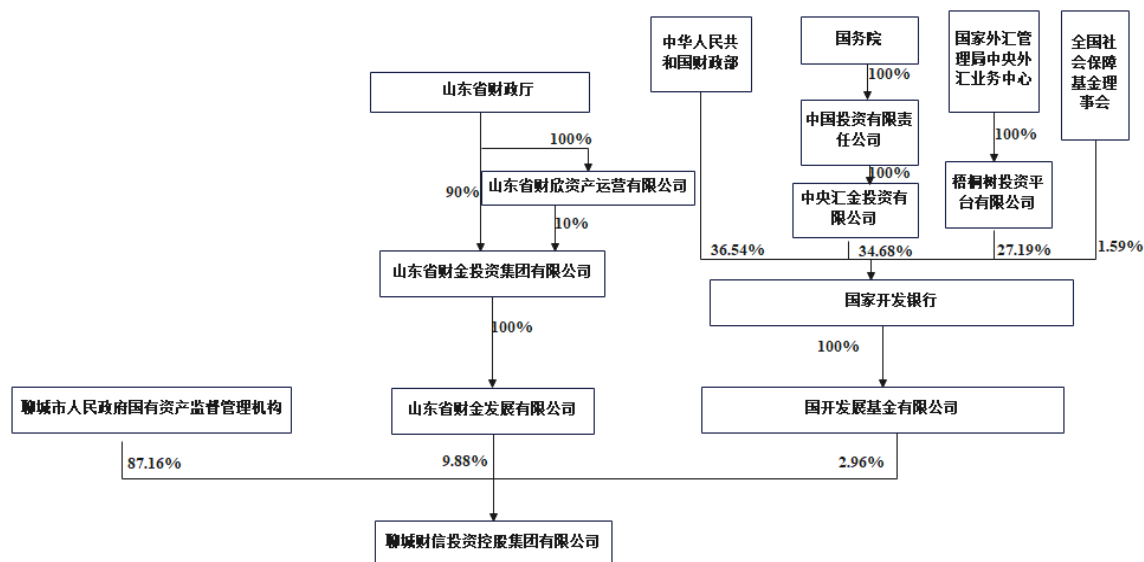 中华人民共
和国财政部
国务院
国家外汇管
理局中央外
汇业务中心
全国社
会保障
基金理
事会
山东省财政厅
100%
中国投资有限责
任公司
100%
100%
100%
90%
山东省财欣资产运营有限公司
中央汇金投资有
限公司
梧桐树投资平
台有限公司
10%
36.54%
34.68%
27.19%
1.59%
山东省财金投资集团有限公司
国家开发银行
100%
100%
聊城市人民政府国有资产监督管理机构
山东省财金发展有限公司
国开发展基金有限公司
87.16%
9.88%
2.96%
聊城财信投资控股集团有限公司